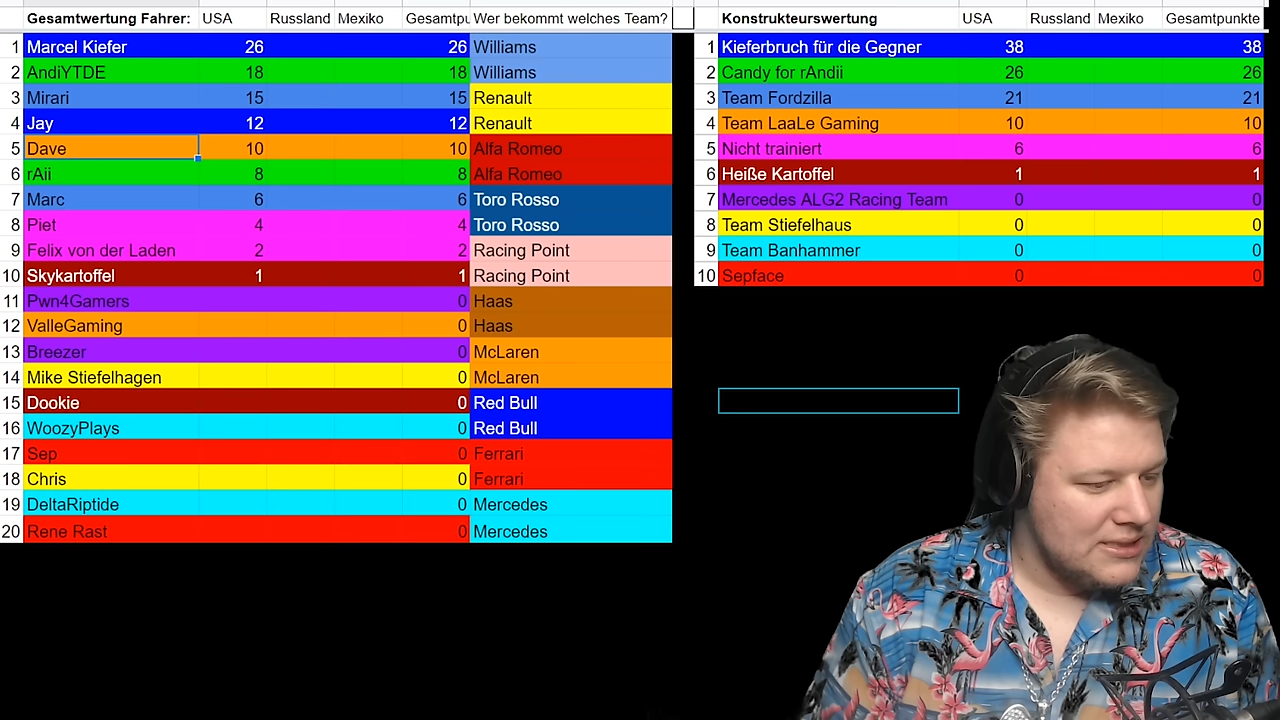 Gesamtwertung Fahrer: USA Russland Mexiko Gesamtpu Wer bekommt welches Team?
1 Marcel Kiefer 26 26 Williams
2 AndiYTDE 18 18 Williams
3 Mirari 15 15 Renault
4 Jay 12 12 Renault
5 Dave 10 10 Alfa Romeo
6 rAii 8 8 Alfa Romeo
7 Marc 6 6 Toro Rosso
8 Piet 4 4 Toro Rosso
9 Felix von der Laden 2 2 Racing Point
10 Skykartoffel 1 1 Racing Point
11 Pwn4Gamers 0 Haas
12 ValleGaming 0 Haas
13 Breezer 0 McLaren
14 Mike Stiefelhagen 0 McLaren
15 Dookie 0 Red Bull
16 WoozyPlays 0 Red Bull
17 Sep 0 Ferrari
18 Chris 0 Ferrari
19 DeltaRiptide 0 Mercedes
20 Rene Rast 0 Mercedes
Konstrukteurswertung USA Russland Mexiko Gesamtpunkte
1 Kieferbruch für die Gegner 38 38
2 Candy for rAndii 26 26
3 Team Fordzilla 21 21
4 Team LaaLe Gaming 10 10
5 Nicht trainiert 6 6
6 Heiße Kartoffel 1 1
7 Mercedes ALG2 Racing Team 0 0
8 Team Stiefelhaus 0 0
9 Team Banhammer 0 0
10 Sepface 0 0